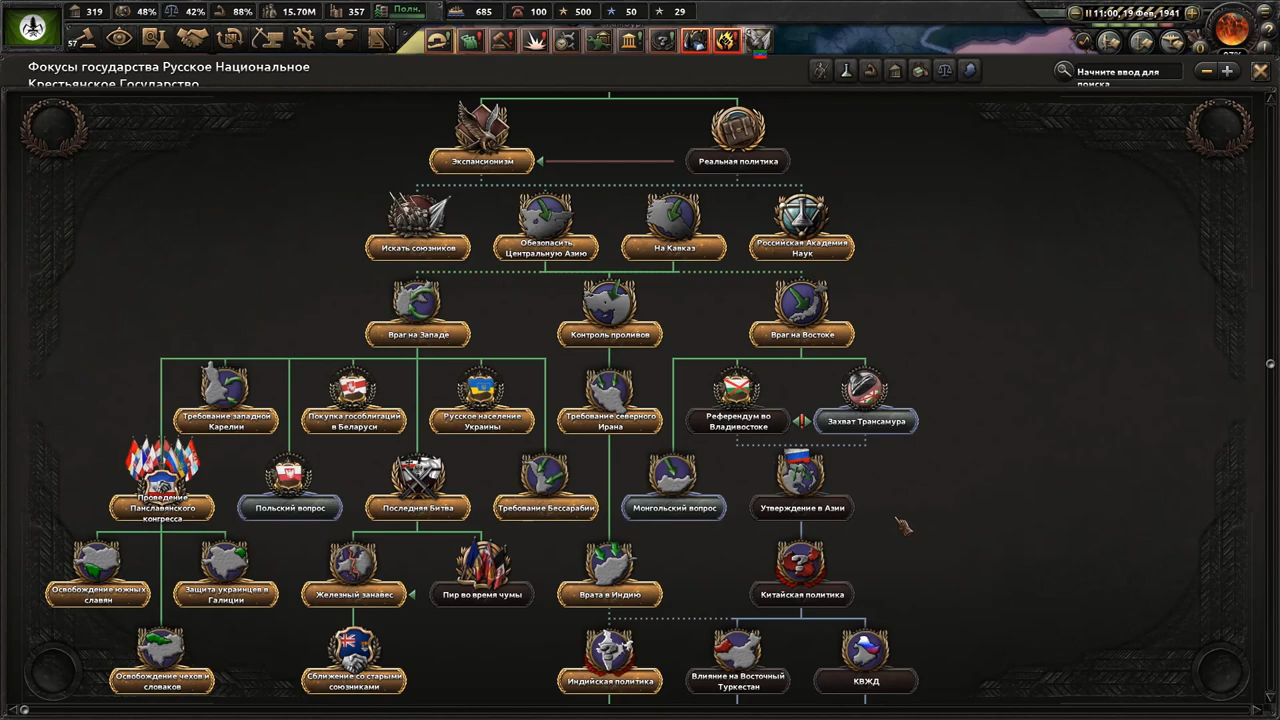 319
48%
42%
88%
15.70M
357
Полн.
685
100
500
50
29
II 11:00, 19 Фев, 1941
57
Фокусы государства Русское Национальное
Крестьянское Государство
Начните ввод для
поиска
Экспансионизм
Реальная политика
Искать союзников
Обезопасить
Центральную Азию
На Кавказ
Российская Академия
Наук
Враг на Западе
Контроль проливов
Враг на Востоке
Требование западной
Карелии
Покупка гособлигаций
в Беларуси
Русское население
Украины
Требование северного
Ирана
Референдум во
Владивостоке
Захват Трансамура
Проведение
Панславянского
конгресса
Польский вопрос
Последняя Битва
Требование Бессарабии
Монгольский вопрос
Утверждение в Азии
Освобождение южных
славян
Защита украинцев в
Галиции
Железный занавес
Пир во время чумы
Врата в Индию
Китайская политика
Освобождение чехов и
словаков
Сближение со старыми
союзниками
Индийская политика
Влияние на Восточный
Туркестан
КВЖД